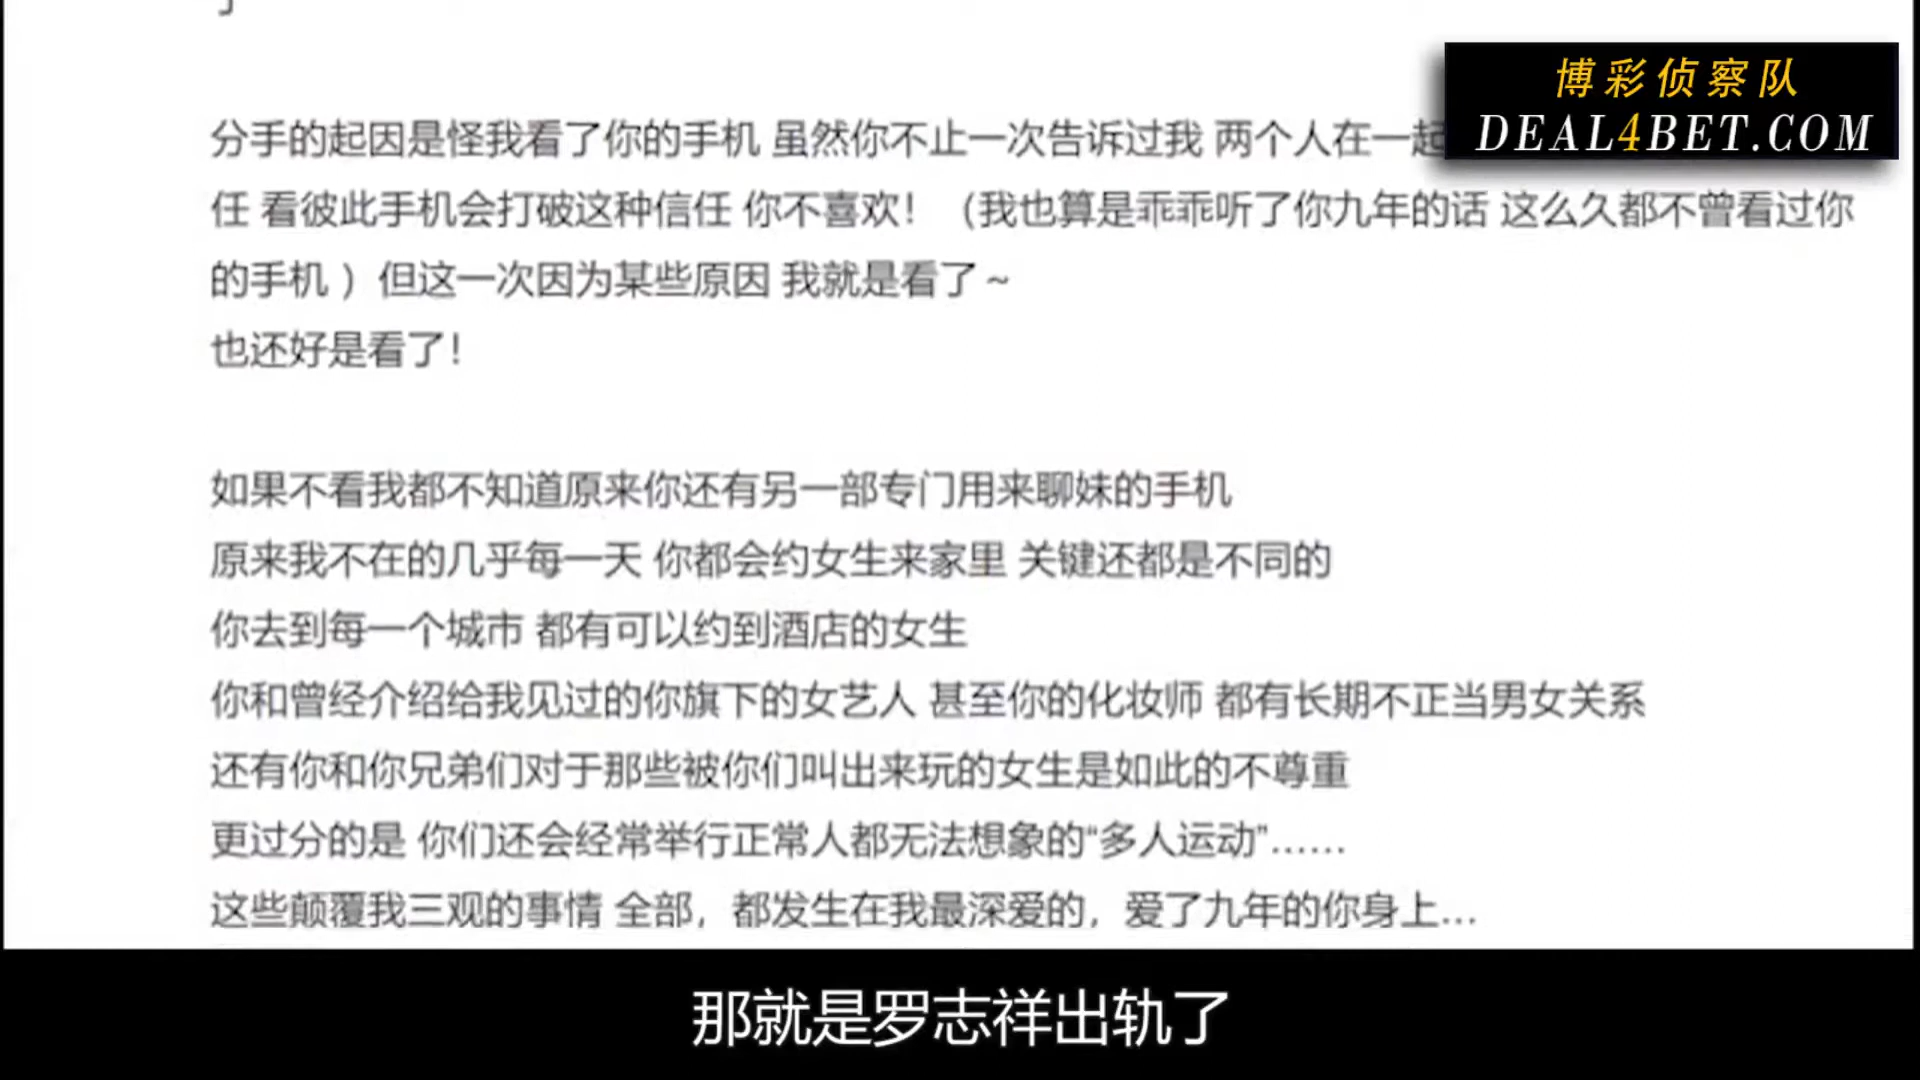 博彩侦察队
DEAL4BET.COM
分手的起因是怪我看了你的手机 虽然你不止一次告诉过我 两个人在一起
任 看彼此手机会打破这种信任 你不喜欢！（我也算是乖乖听了你九年的话 这么久都不曾看过你
的手机 ）但这一次因为某些原因 我就是看了~
也还好是看了！
如果不看我都不知道原来你还有另一部专门用来聊妹的手机
原来我不在的几乎每一天 你都会约女生来家里 关键还都是不同的
你去到每一个城市 都有可以约到酒店的女生
你和曾经介绍给我见过的你旗下的女艺人 甚至你的化妆师 都有长期不正当男女关系
还有你和你兄弟们对于那些被你们叫出来玩的女生是如此的不尊重
更过分的是 你们还会经常举行正常人都无法想象的“多人运动”……
这些颠覆我三观的事情 全部，都发生在我最深爱的，爱了九年的你身上...
那就是罗志祥出轨了